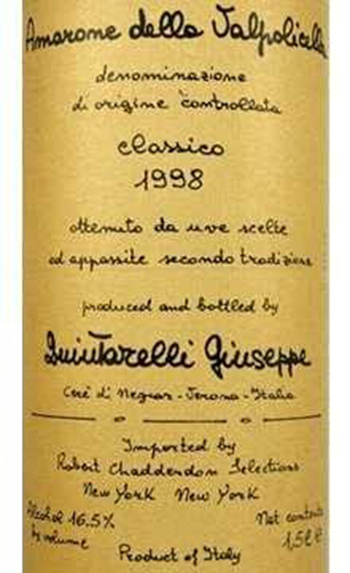 Amarone della Valpolicella
denominazione
di origine controllata
classico
1998
ottenuto da uve scelte
ed appassite secondo tradizione
produced and bottled by
Quintarelli Giuseppe
Cerè di Negrar - Verona - Italia
Imported by
Robert Chadderdon Selections
New York New York
Alcohol 16.5%
by volume
Net contents
1,5L ℮
Product of Italy